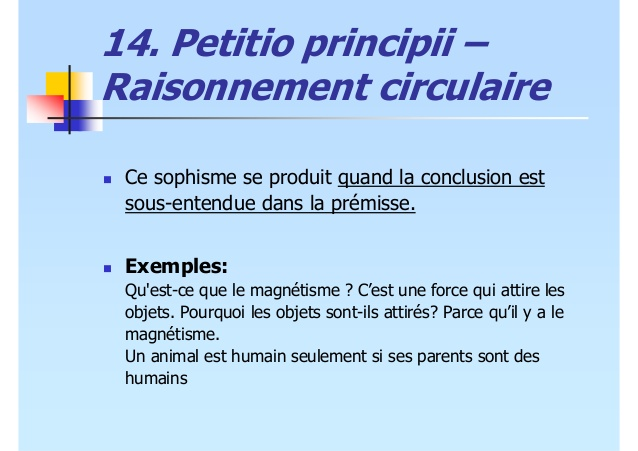 14. Petitio principii –
Raisonnement circulaire
Ce sophisme se produit quand la conclusion est
sous-entendue dans la prémisse.
Exemples:
Qu'est-ce que le magnétisme ? C’est une force qui attire les
objets. Pourquoi les objets sont-ils attirés? Parce qu’il y a le
magnétisme.
Un animal est humain seulement si ses parents sont des
humains